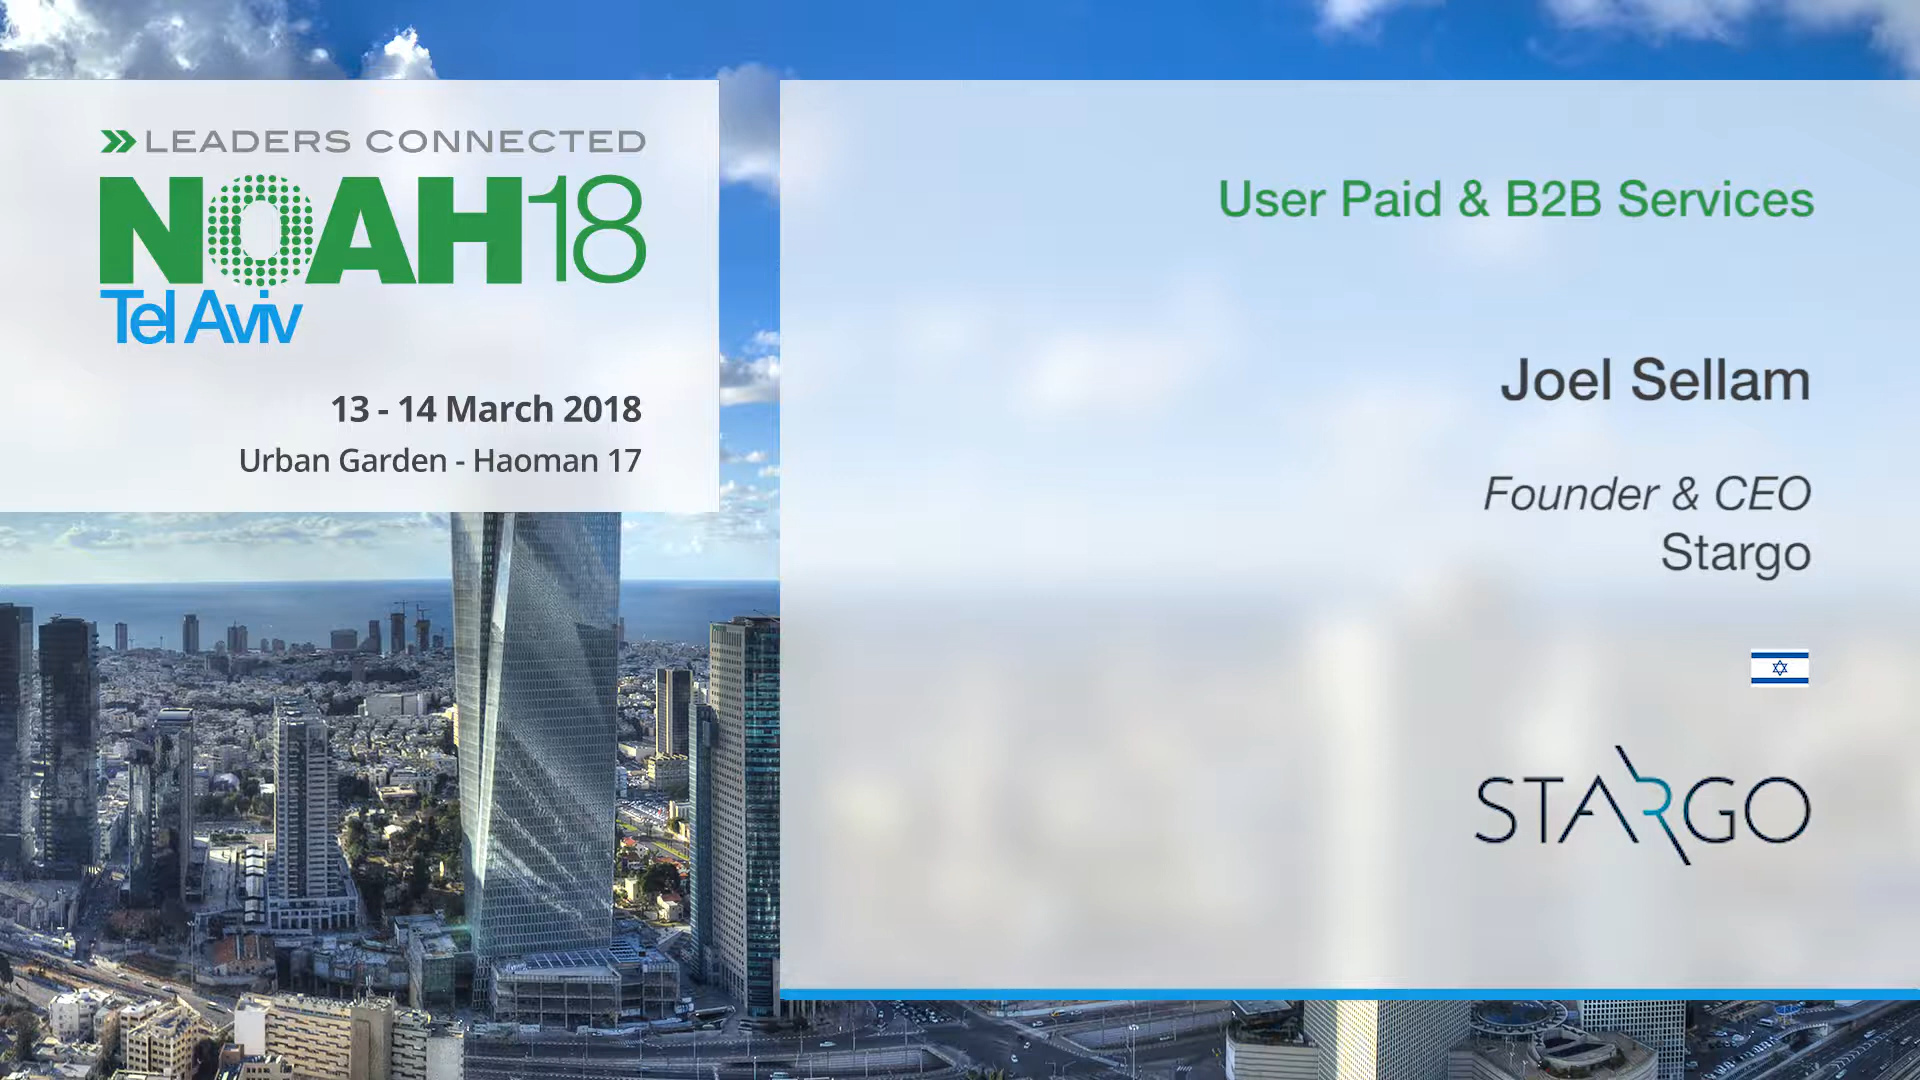 LEADERS CONNECTED
NOAH18
Tel Aviv
13 - 14 March 2018
Urban Garden - Haoman 17
User Paid & B2B Services
Joel Sellam
Founder & CEO
Stargo
STARGO